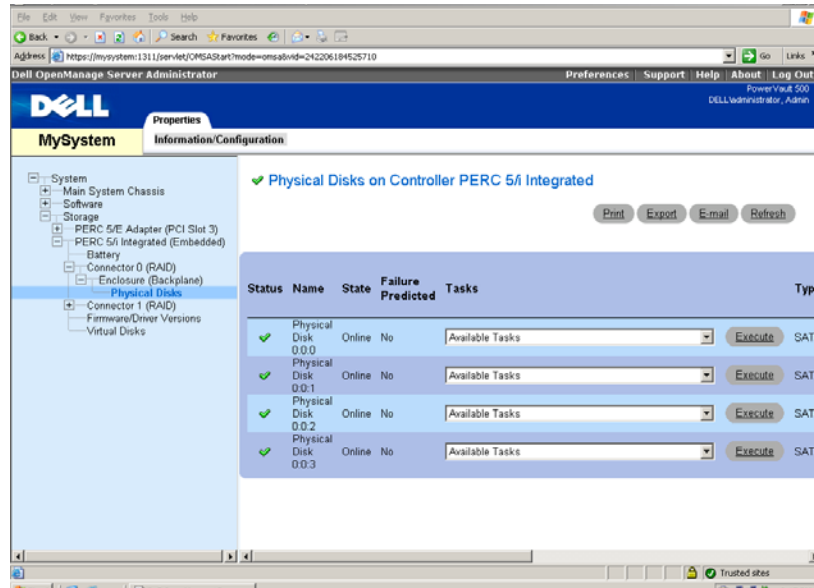 File Edit View Favorites Tools Help
Back Search Favorites
Address https://mysystem:1311/servlet/OMSAStart?mode=omsa&vid=242206184525710 Go Links
Dell OpenManage Server Administrator Preferences Support Help About Log Out
PowerVault 500
DELL\administrator, Admin
DELL
Properties
MySystem Information/Configuration
System
Main System Chassis
Software
Storage
PERC 5/E Adapter (PCI Slot 3)
PERC 5/i Integrated (Embedded)
Battery
Connector 0 (RAID)
Enclosure (Backplane)
Physical Disks
Connector 1 (RAID)
Firmware/Driver Versions
Virtual Disks
Physical Disks on Controller PERC 5/i Integrated
Print Export E-mail Refresh
Status Name State Failure Predicted Tasks Typ
Physical Disk 0:0:0 Online No Available Tasks Execute SAT
Physical Disk 0:0:1 Online No Available Tasks Execute SAT
Physical Disk 0:0:2 Online No Available Tasks Execute SAT
Physical Disk 0:0:3 Online No Available Tasks Execute SAT
Trusted sites